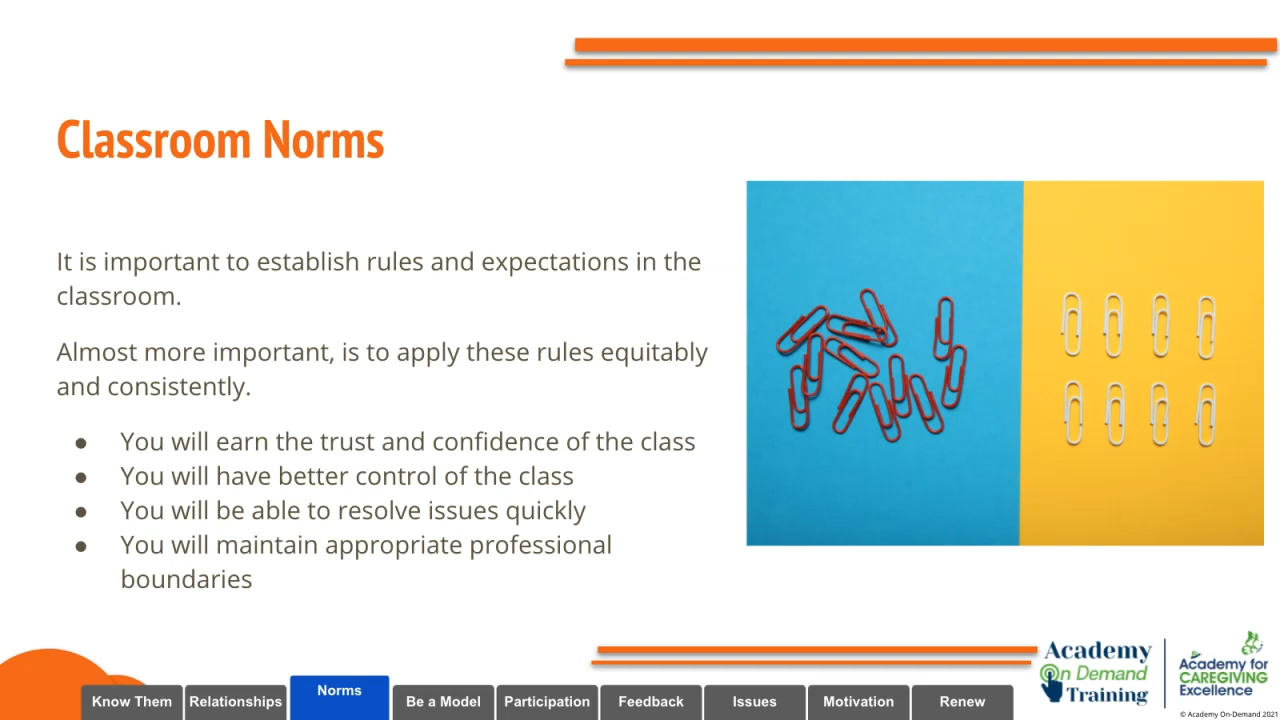 Classroom Norms
It is important to establish rules and expectations in the
classroom.
Almost more important, is to apply these rules equitably
and consistently.
● You will earn the trust and confidence of the class
● You will have better control of the class
● You will be able to resolve issues quickly
● You will maintain appropriate professional
boundaries
Know Them
Relationships
Norms
Be a Model
Participation
Feedback
Issues
Motivation
Renew
Academy
On Demand
Training
Academy for
CAREGIVING
Excellence
© Academy On-Demand 2021